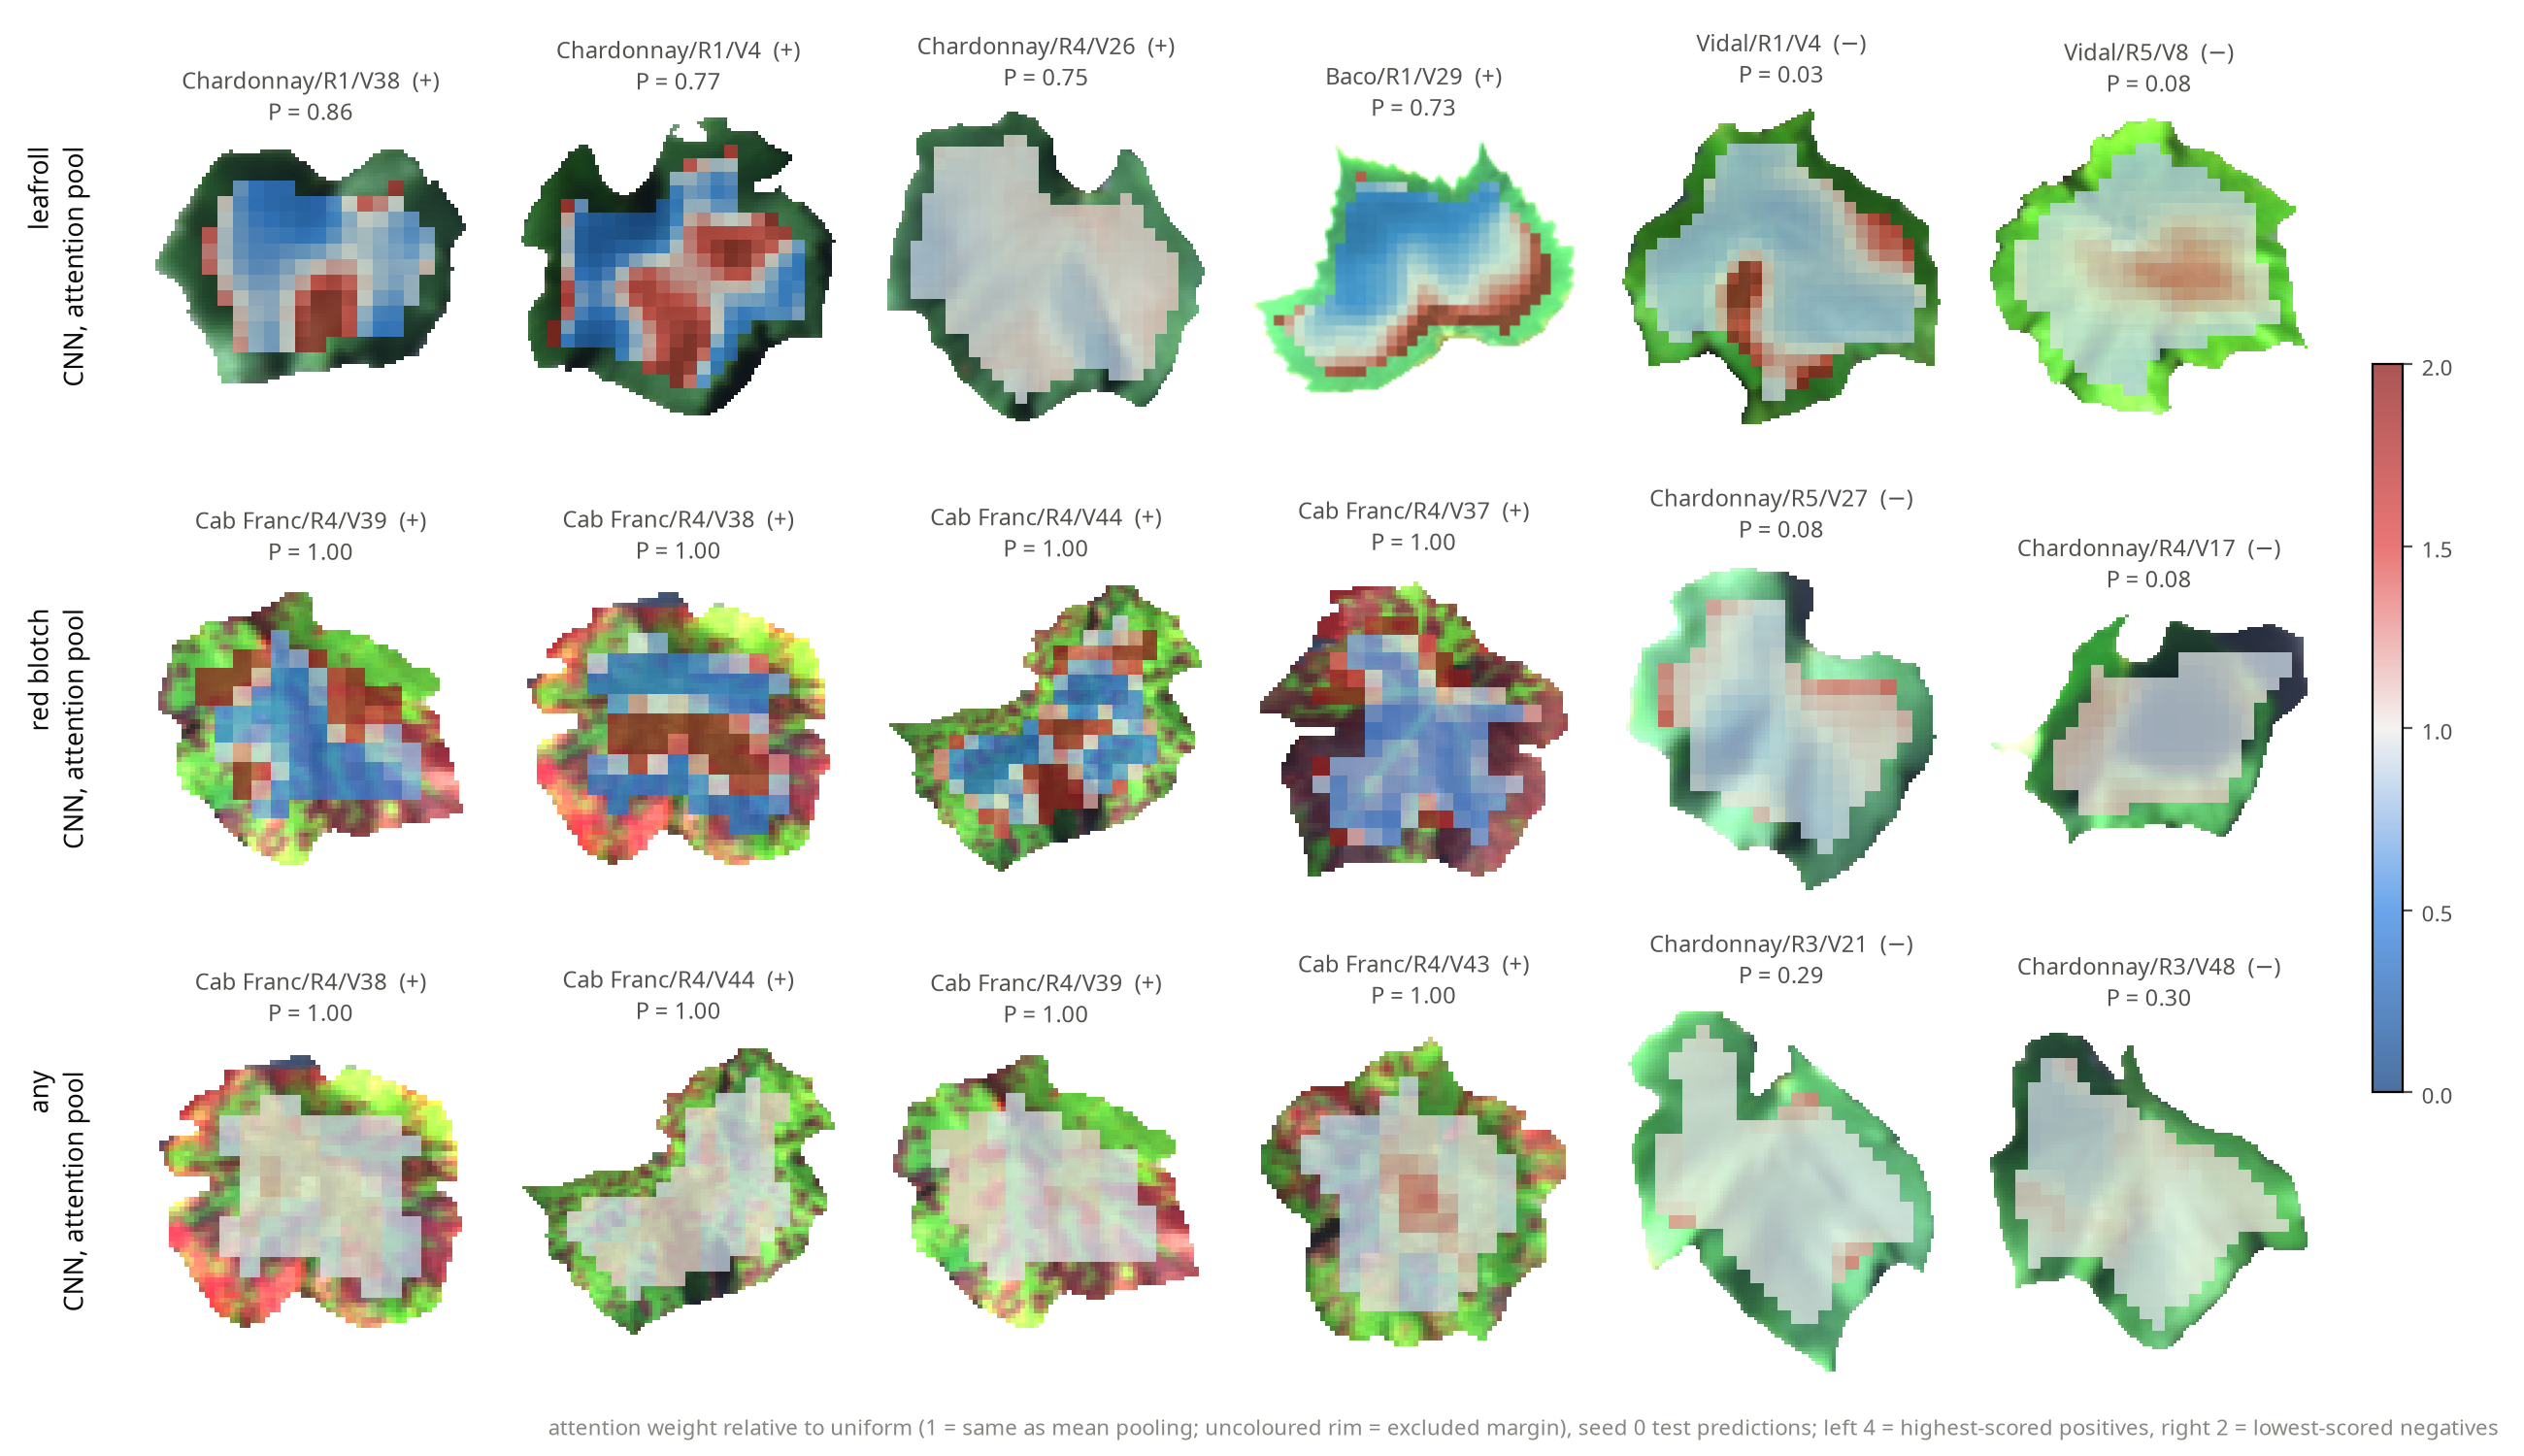 leafroll
CNN, attention pool
Chardonnay/R1/V38 (+)
P = 0.86
Chardonnay/R1/V4 (+)
P = 0.77
Chardonnay/R4/V26 (+)
P = 0.75
Baco/R1/V29 (+)
P = 0.73
Vidal/R1/V4 (−)
P = 0.03
Vidal/R5/V8 (−)
P = 0.08
red blotch
CNN, attention pool
Cab Franc/R4/V39 (+)
P = 1.00
Cab Franc/R4/V38 (+)
P = 1.00
Cab Franc/R4/V44 (+)
P = 1.00
Cab Franc/R4/V37 (+)
P = 1.00
Chardonnay/R5/V27 (−)
P = 0.08
Chardonnay/R4/V17 (−)
P = 0.08
any
CNN, attention pool
Cab Franc/R4/V38 (+)
P = 1.00
Cab Franc/R4/V44 (+)
P = 1.00
Cab Franc/R4/V39 (+)
P = 1.00
Cab Franc/R4/V43 (+)
P = 1.00
Chardonnay/R3/V21 (−)
P = 0.29
Chardonnay/R3/V48 (−)
P = 0.30
2.0
1.5
1.0
0.5
0.0
attention weight relative to uniform (1 = same as mean pooling; uncoloured rim = excluded margin), seed 0 test predictions; left 4 = highest-scored positives, right 2 = lowest-scored negatives